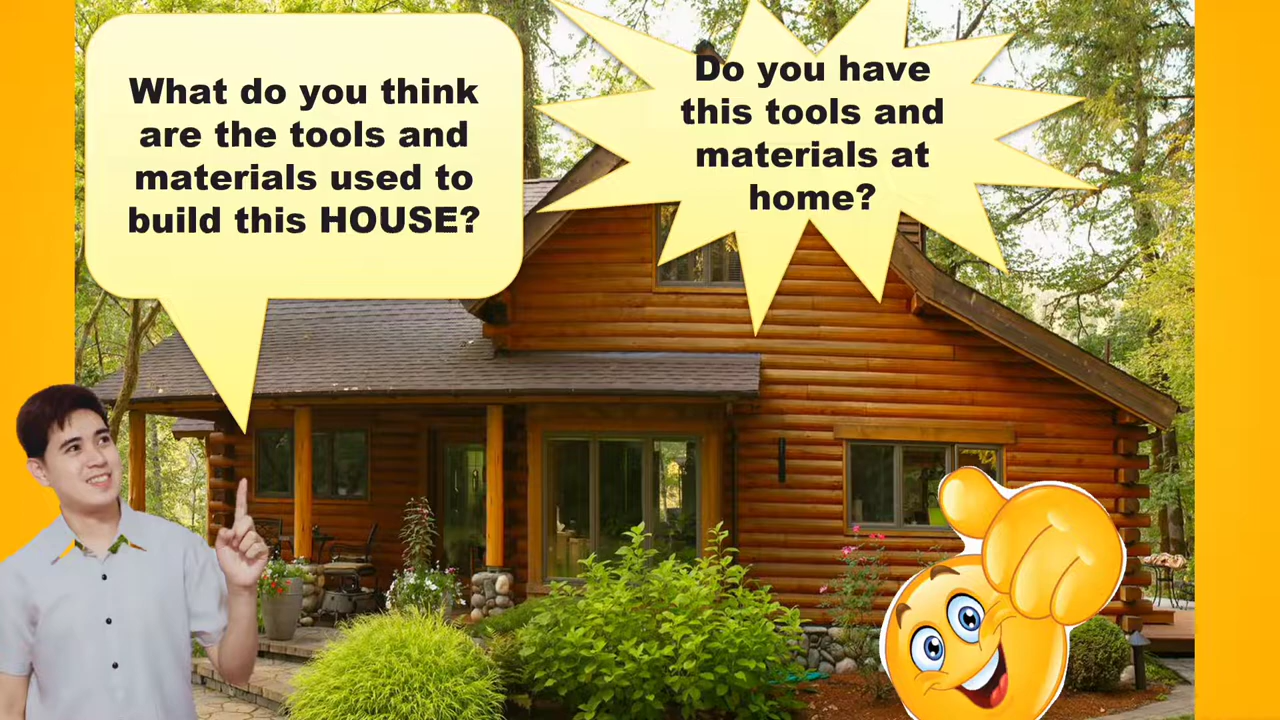 What do you think
are the tools and
materials used to
build this HOUSE?
Do you have
this tools and
materials at
home?